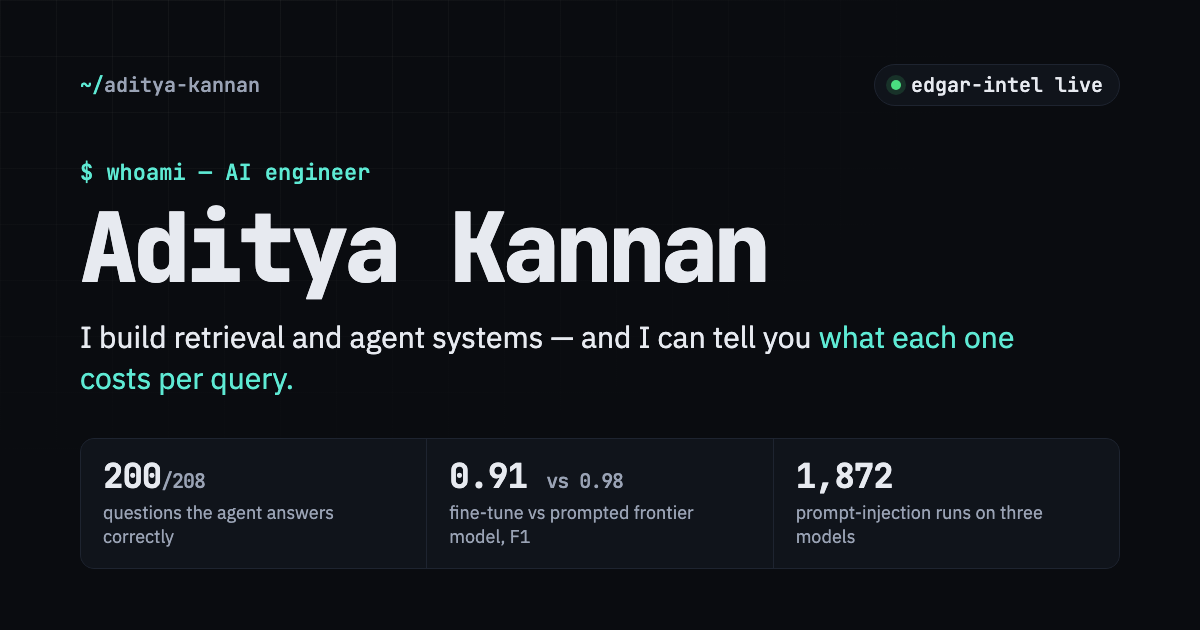 ~/aditya-kannan
edgar-intel live
$ whoami — AI engineer
Aditya Kannan
I build retrieval and agent systems — and I can tell you what each one
costs per query.
200/208
questions the agent answers
correctly
0.91 vs 0.98
fine-tune vs prompted frontier
model, F1
1,872
prompt-injection runs on three
models